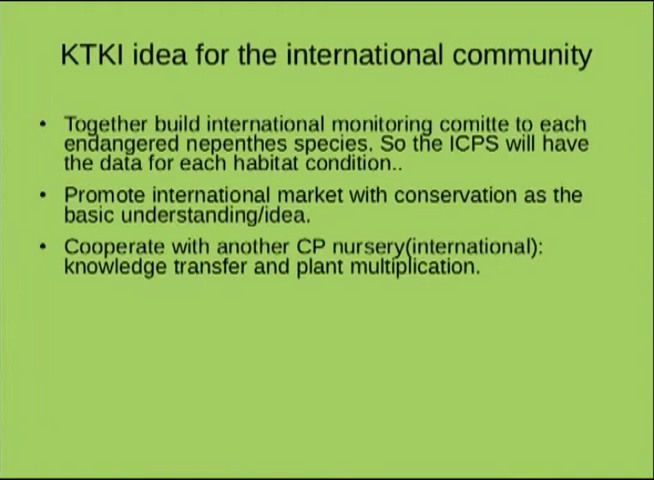 KTKI idea for the international community
• Together build international monitoring comitte to each
endangered nepenthes species. So the ICPS will have
the data for each habitat condition..
• Promote international market with conservation as the
basic understanding/idea.
• Cooperate with another CP nursery(international):
knowledge transfer and plant multiplication.